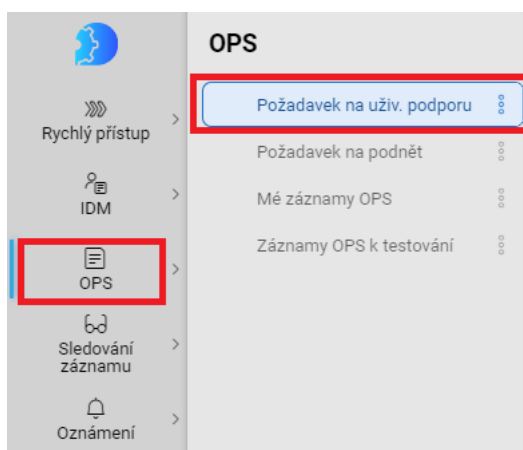 OPS
Požadavek na uživ. podporu
Požadavek na podnět
Mé záznamy OPS
Záznamy OPS k testování
Rychlý přístup
IDM
OPS
Sledování
záznamu
Oznámení